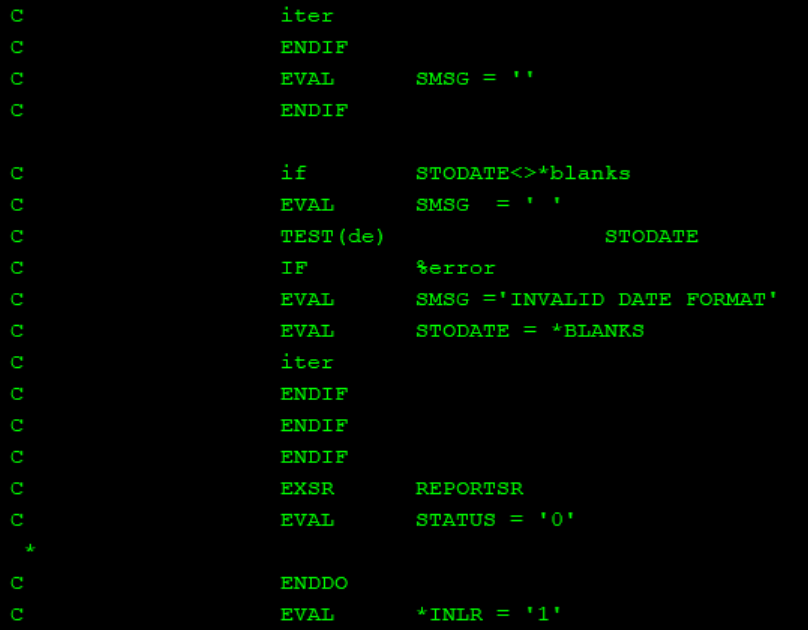 C                   iter
C                   ENDIF
C                   EVAL      SMSG = ''
C                   ENDIF

C                   if        STODATE<>*blanks
C                   EVAL      SMSG  = ' '
C                   TEST(de)                STODATE
C                   IF        %error
C                   EVAL      SMSG ='INVALID DATE FORMAT'
C                   EVAL      STODATE = *BLANKS
C                   iter
C                   ENDIF
C                   ENDIF
C                   ENDIF
C                   EXSR      REPORTSR
C                   EVAL      STATUS = '0'
 *
C                   ENDDO
C                   EVAL      *INLR = '1'